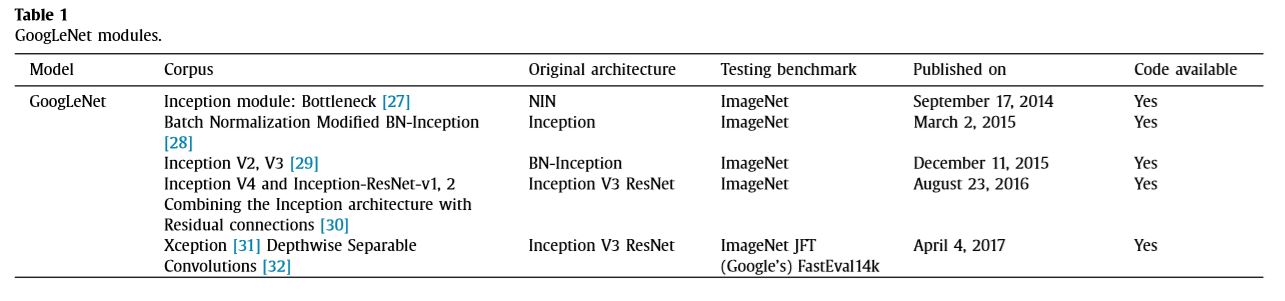 Table 1
GoogLeNet modules.
Model Corpus Original architecture Testing benchmark Published on Code available
GoogLeNet Inception module: Bottleneck [27] NIN ImageNet September 17, 2014 Yes
Batch Normalization Modified BN-Inception Inception ImageNet March 2, 2015 Yes
[28]
Inception V2, V3 [29] BN-Inception ImageNet December 11, 2015 Yes
Inception V4 and Inception-ResNet-v1, 2 Inception V3 ResNet ImageNet August 23, 2016 Yes
Combining the Inception architecture with
Residual connections [30]
Xception [31] Depthwise Separable Inception V3 ResNet ImageNet JFT April 4, 2017 Yes
Convolutions [32] (Google's) FastEval14k